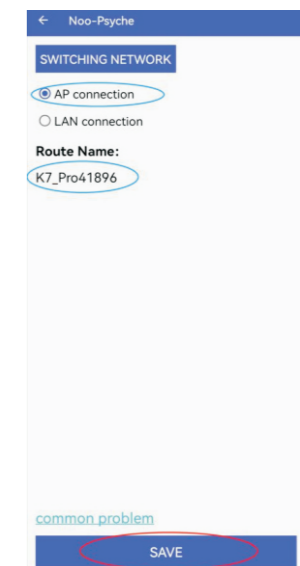 ← Noo-Psyche
SWITCHING NETWORK
AP connection
LAN connection
Route Name:
K7_Pro41896
common problem
SAVE